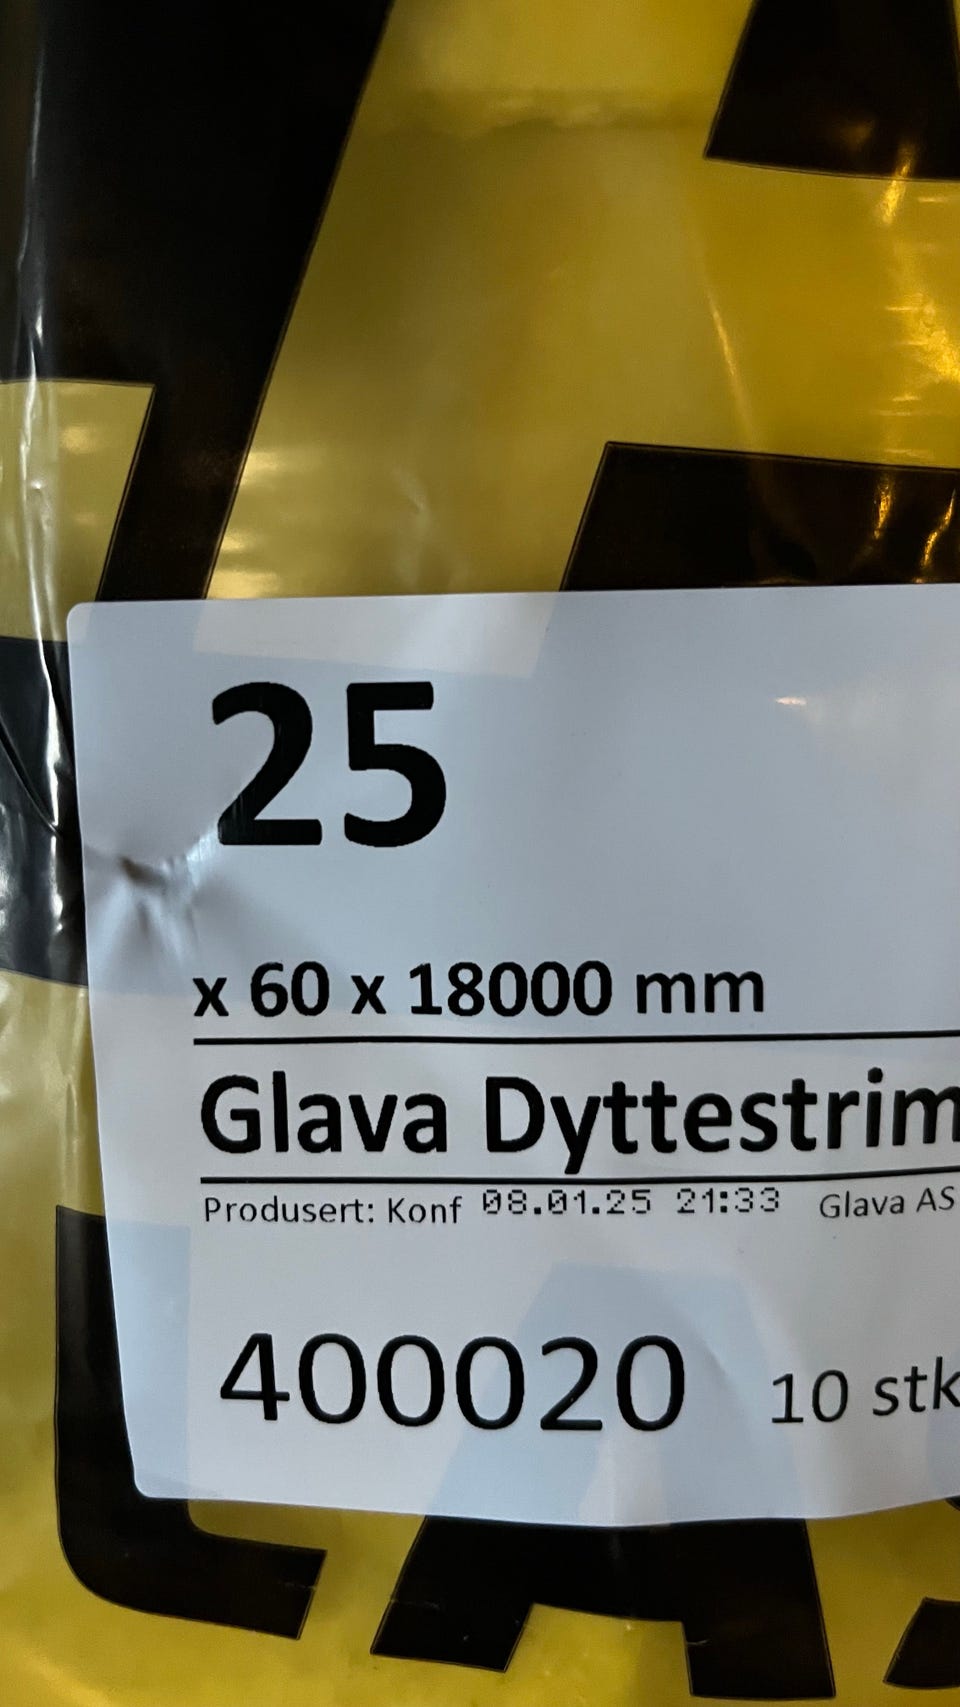 25
x 60 x 18000 mm
Glava Dyttestrim
Produsert: Konf 08.01.25 21:33 Glava AS
400020 10 stk